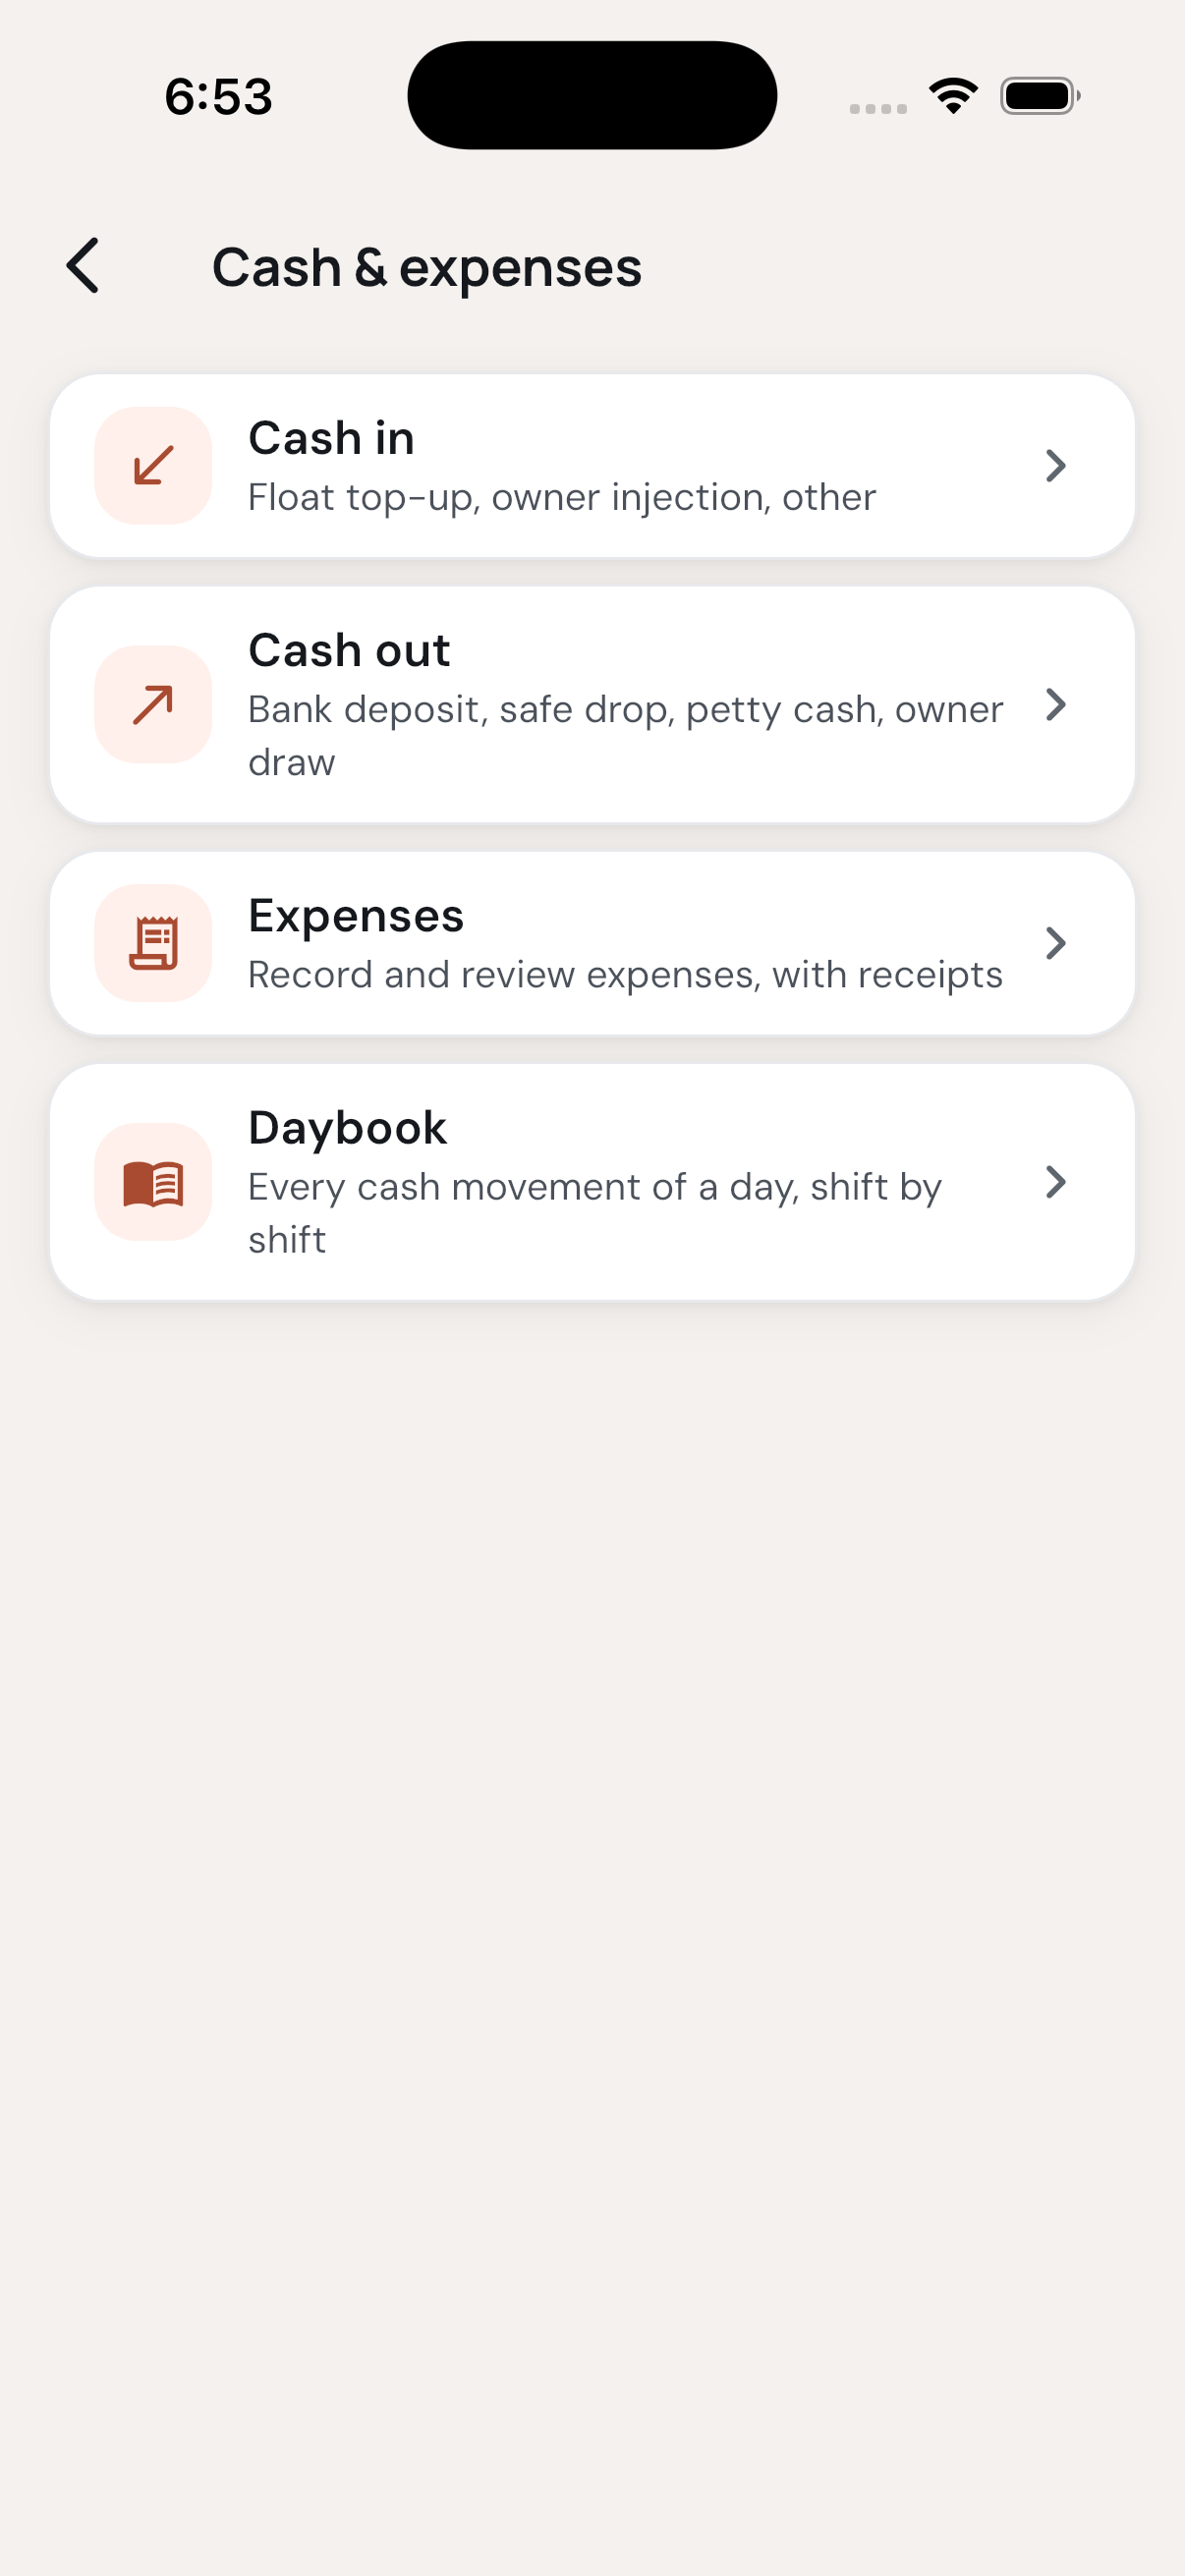 6:53
Cash & expenses
Cash in
Float top-up, owner injection, other
Cash out
Bank deposit, safe drop, petty cash, owner
draw
Expenses
Record and review expenses, with receipts
Daybook
Every cash movement of a day, shift by
shift